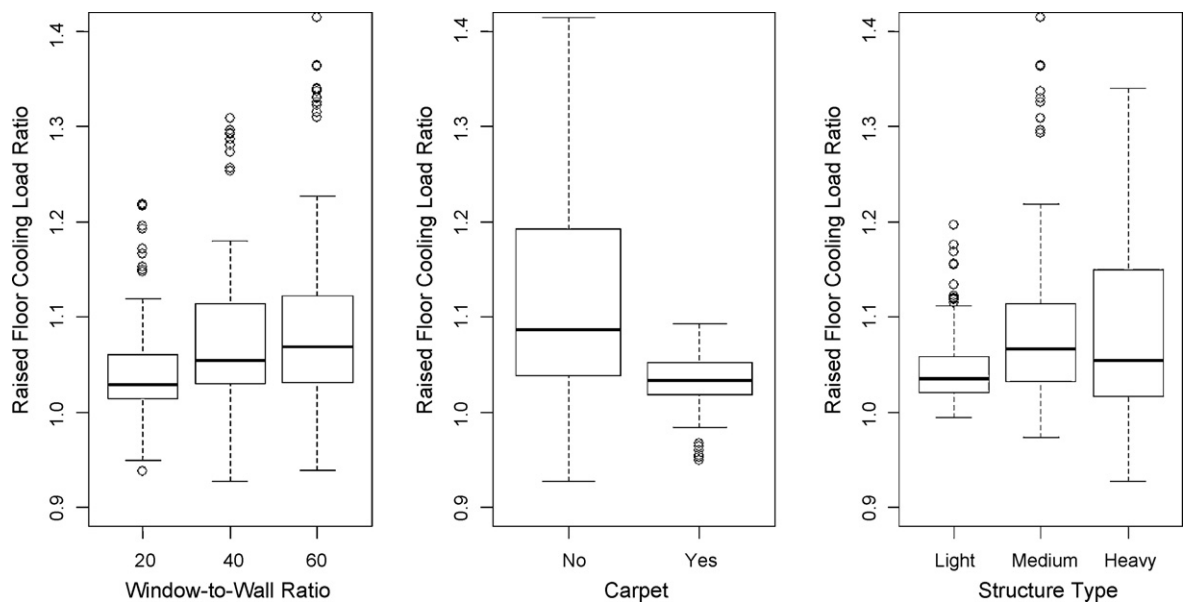 Raised Floor Cooling Load Ratio
1.4
1.3
1.2
1.1
1.0
0.9
20 40 60
Window-to-Wall Ratio
Raised Floor Cooling Load Ratio
1.4
1.3
1.2
1.1
1.0
0.9
No Yes
Carpet
Raised Floor Cooling Load Ratio
1.4
1.3
1.2
1.1
1.0
0.9
Light Medium Heavy
Structure Type